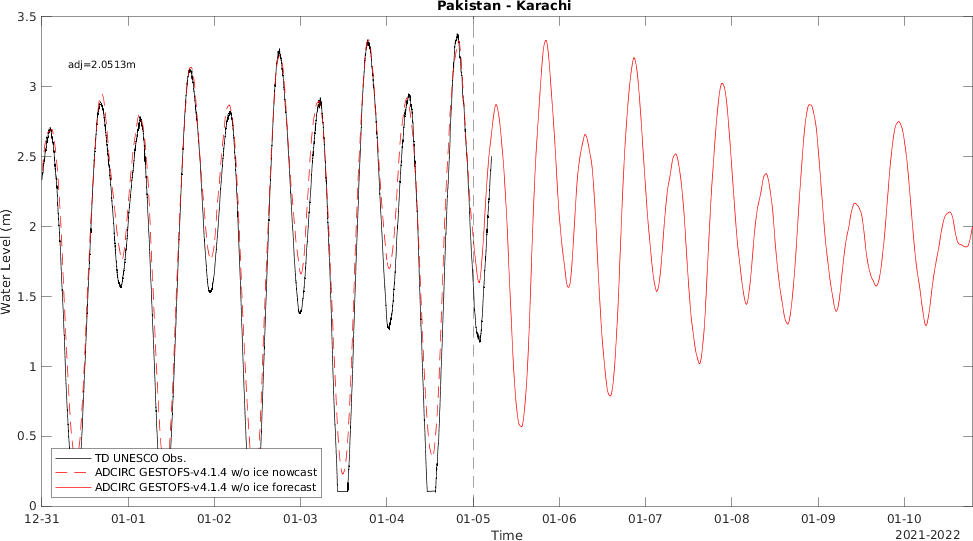 Pakistan - Karachi
3.5
adj=2.0513m
3
2.5
2
Water Level (m)
1.5
1
0.5
0
TD UNESCO Obs.
ADCIRC GESTOFS-v4.1.4 w/o ice nowcast
ADCIRC GESTOFS-v4.1.4 w/o ice forecast
12-31 01-01 01-02 01-03 01-04 01-05 01-06 01-07 01-08 01-09 01-10
Time
2021-2022